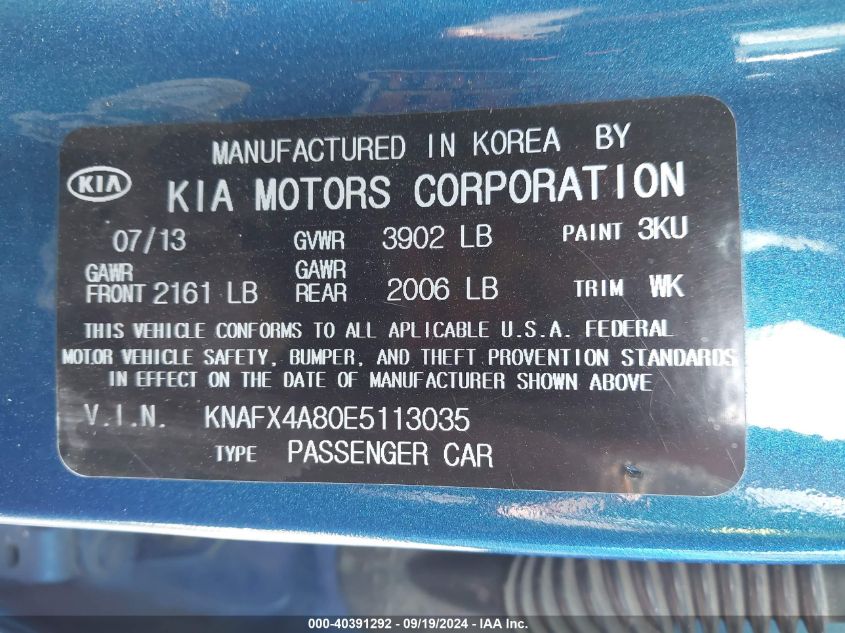 MANUFACTURED IN KOREA BY
KIA KIA MOTORS CORPORATION
07/13 GVWR 3902 LB PAINT 3KU
GAWR GAWR
FRONT 2161 LB REAR 2006 LB TRIM WK
THIS VEHICLE CONFORMS TO ALL APLICABLE U.S.A. FEDERAL
MOTOR VEHICLE SAFETY, BUMPER, AND THEFT PROVENTION STANDARDS
IN EFFECT ON THE DATE OF MANUFACTURER SHOWN ABOVE
V.I.N. KNAFX4A80E5113035
TYPE PASSENGER CAR
000-40391292 - 09/19/2024 - IAA Inc.